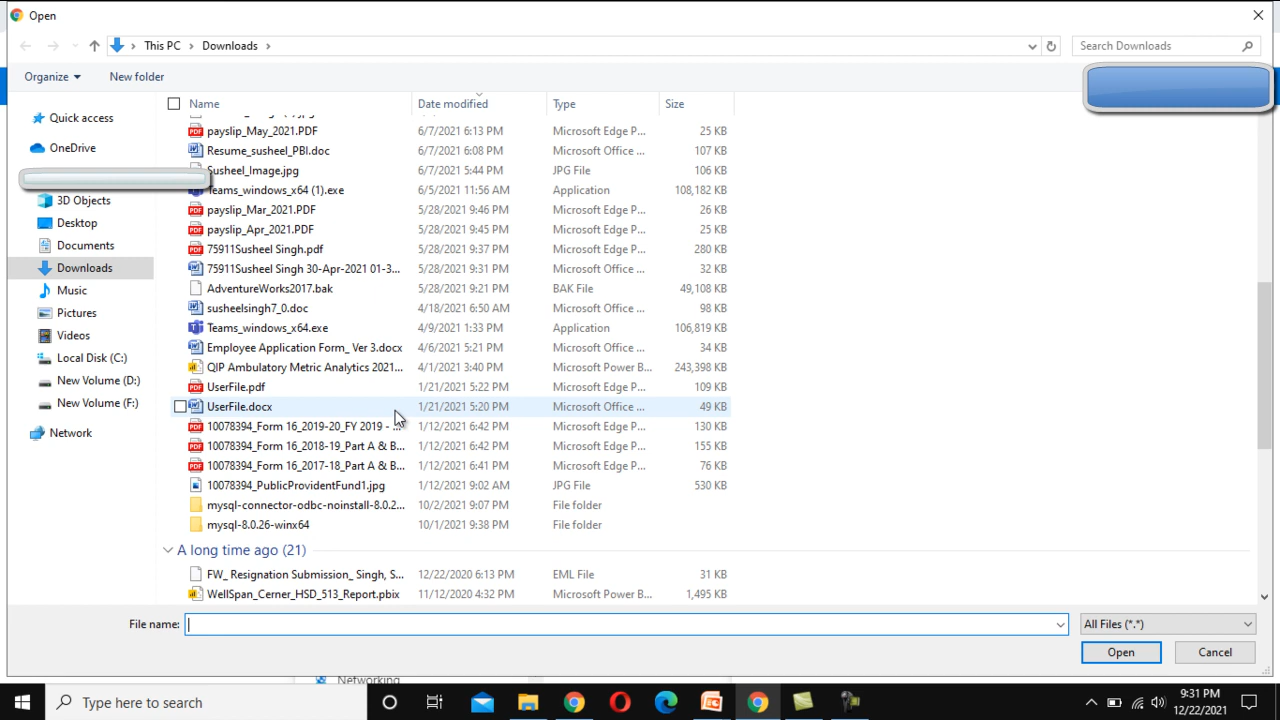 Open
This PC > Downloads >
Search Downloads
Organize
New folder
Name Date modified Type Size
Quick access
OneDrive
3D Objects
Desktop
Documents
Downloads
Music
Pictures
Videos
Local Disk (C:)
New Volume (D:)
New Volume (F:)
Network
payslip_May_2021.PDF 6/7/2021 6:13 PM Microsoft Edge P... 25 KB
Resume_susheel_PBI.doc 6/7/2021 6:08 PM Microsoft Office ... 107 KB
Susheel_Image.jpg 6/7/2021 5:44 PM JPG File 106 KB
Teams_windows_x64 (1).exe 6/5/2021 11:56 AM Application 108,182 KB
payslip_Mar_2021.PDF 5/28/2021 9:46 PM Microsoft Edge P... 26 KB
payslip_Apr_2021.PDF 5/28/2021 9:45 PM Microsoft Edge P... 25 KB
75911Susheel Singh.pdf 5/28/2021 9:37 PM Microsoft Edge P... 280 KB
75911Susheel Singh 30-Apr-2021 01-3... 5/28/2021 9:31 PM Microsoft Office ... 32 KB
AdventureWorks2017.bak 5/28/2021 9:21 PM BAK File 49,108 KB
susheelsingh7_0.doc 4/18/2021 6:50 AM Microsoft Office ... 98 KB
Teams_windows_x64.exe 4/9/2021 1:33 PM Application 106,819 KB
Employee Application Form_ Ver 3.docx 4/6/2021 5:21 PM Microsoft Office ... 34 KB
QIP Ambulatory Metric Analytics 2021... 4/1/2021 3:40 PM Microsoft Power B... 243,398 KB
UserFile.pdf 1/21/2021 5:22 PM Microsoft Edge P... 109 KB
UserFile.docx 1/21/2021 5:20 PM Microsoft Office ... 49 KB
10078394_Form 16_2019-20_FY 2019 - ... 1/12/2021 6:42 PM Microsoft Edge P... 130 KB
10078394_Form 16_2018-19_Part A & B... 1/12/2021 6:42 PM Microsoft Edge P... 155 KB
10078394_Form 16_2017-18_Part A & B... 1/12/2021 6:41 PM Microsoft Edge P... 76 KB
10078394_PublicProvidentFund1.jpg 1/12/2021 9:02 AM JPG File 530 KB
mysql-connector-odbc-noinstall-8.0.2... 10/2/2021 9:07 PM File folder
mysql-8.0.26-winx64 10/1/2021 9:38 PM File folder
A long time ago (21)
FW_ Resignation Submission_ Singh, S... 12/22/2020 6:13 PM EML File 31 KB
WellSpan_Cerner_HSD_513_Report.pbix 11/12/2020 4:32 PM Microsoft Power B... 1,495 KB
File name:
All Files (*.*)
Open
Cancel
Networking
Type here to search
9:31 PM
12/22/2021